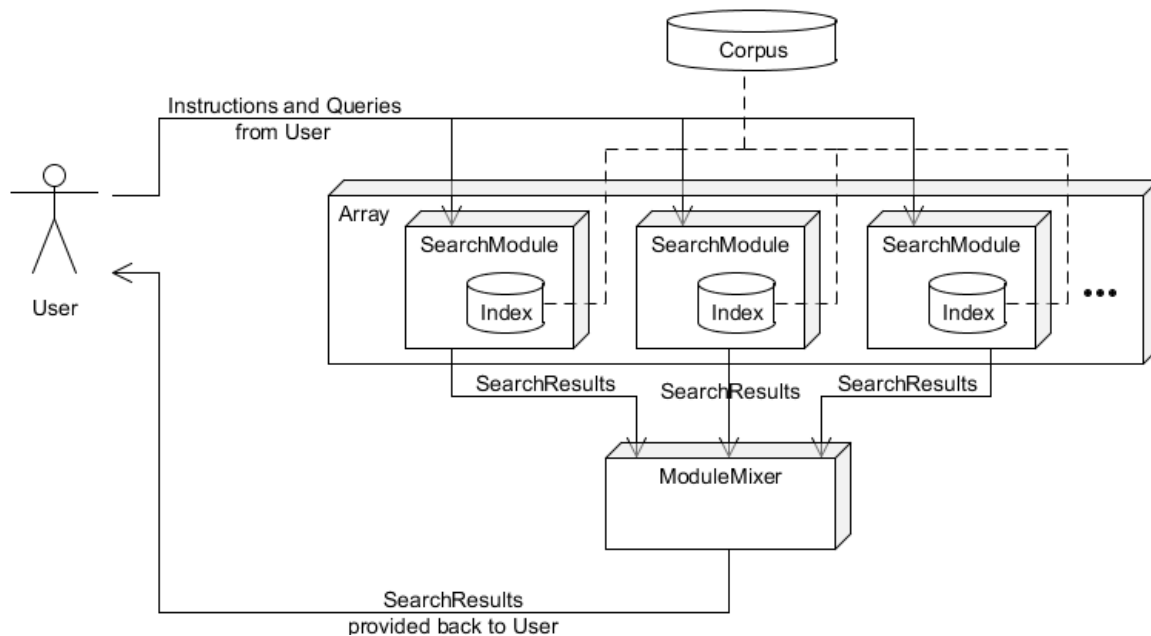 Corpus
Instructions and Queries
from User
Array
SearchModule
SearchModule
SearchModule
Index
Index
Index
•••
User
SearchResults
SearchResults
SearchResults
ModuleMixer
SearchResults
provided back to User